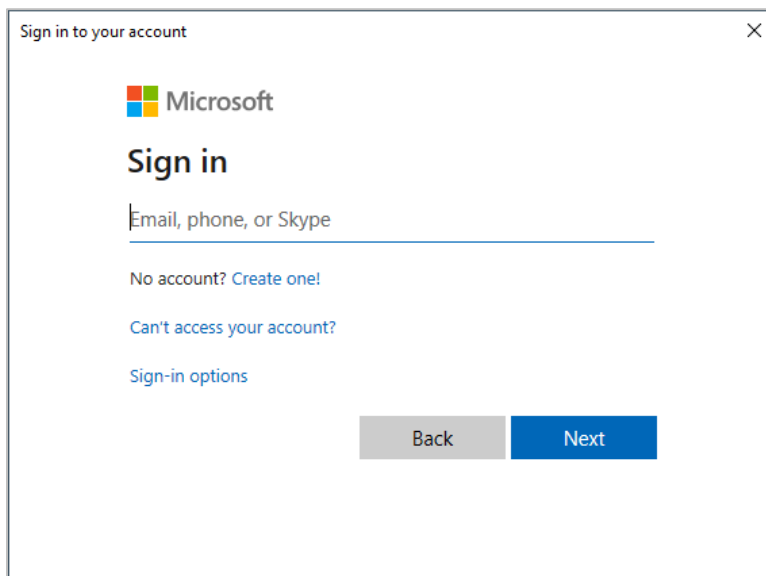 Sign in to your account
Microsoft
Sign in
Email, phone, or Skype
No account? Create one!
Can't access your account?
Sign-in options
Back Next